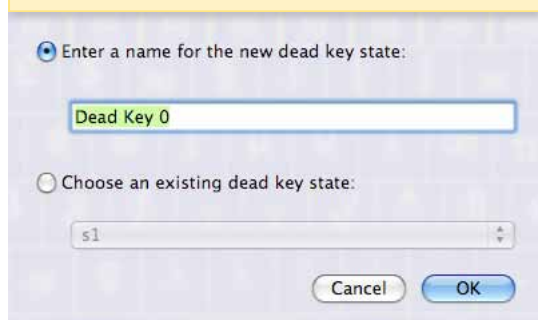 Enter a name for the new dead key state:
Dead Key 0
Choose an existing dead key state:
s1
Cancel OK